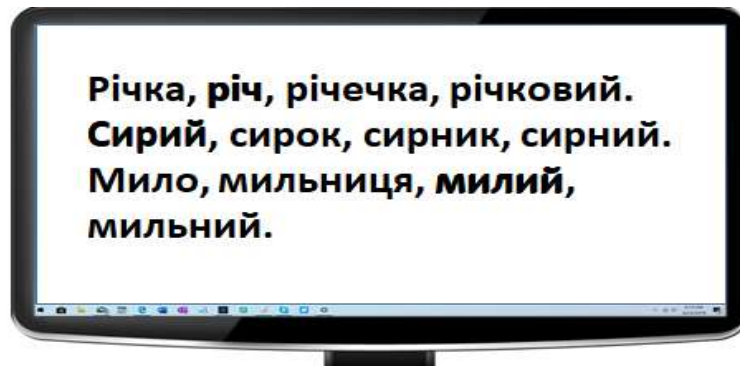 Річка, річ, річечка, річковий.
Сирий, сирок, сирник, сирний.
Мило, мильниця, милий,
мильний.